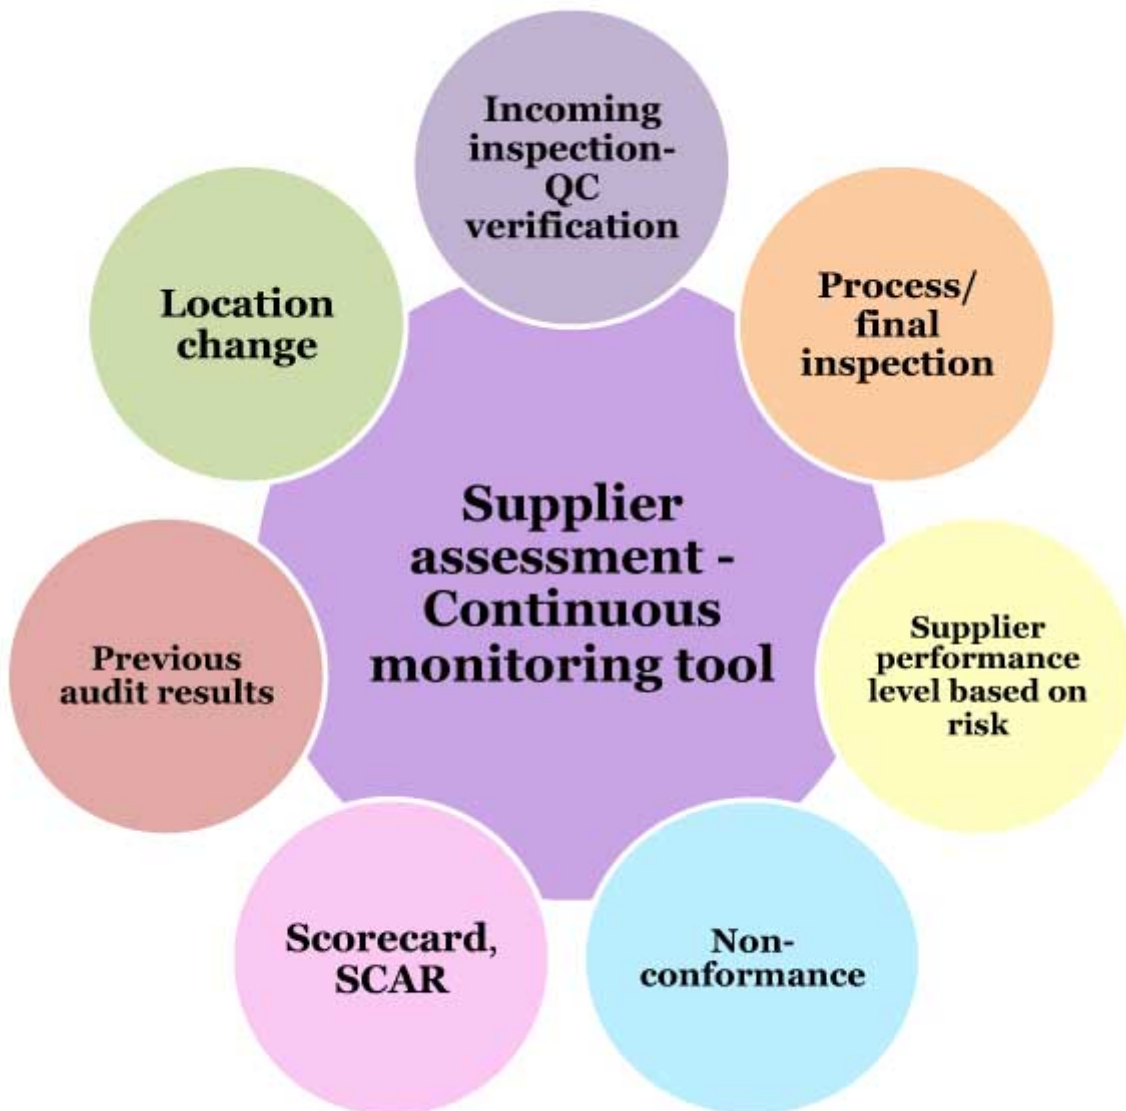 Incoming
inspection-
QC
verification
Process/
final
inspection
Supplier
performance
level based on
risk
Non-
conformance
Scorecard,
SCAR
Previous
audit results
Location
change
Supplier
assessment -
Continuous
monitoring tool